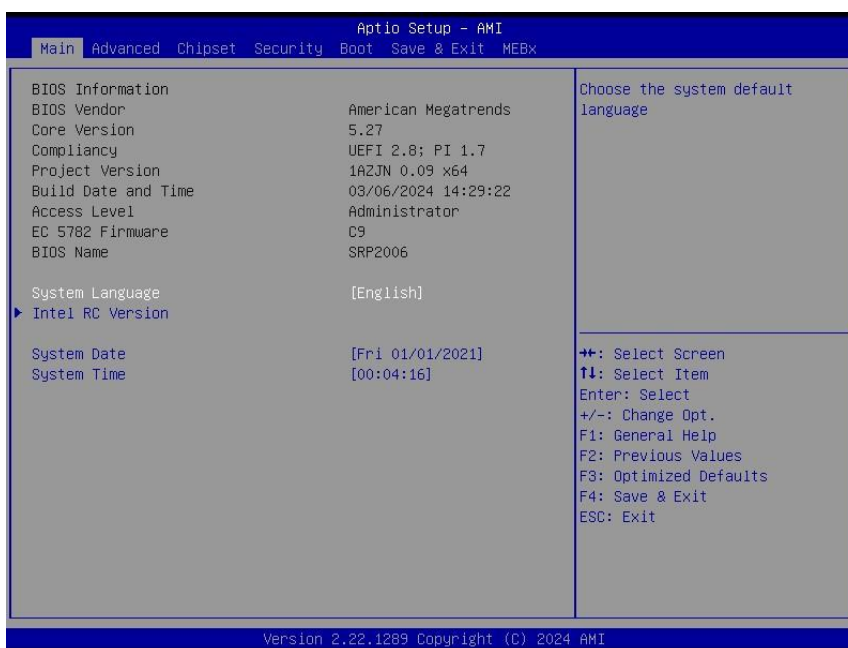 Aptio Setup - AMI
Main Advanced Chipset Security Boot Save & Exit MEBx
BIOS Information
BIOS Vendor American Megatrends
Core Version 5.27
Compliancy UEFI 2.8; PI 1.7
Project Version 1AZJN 0.09 x64
Build Date and Time 03/06/2024 14:29:22
Access Level Administrator
EC 5782 Firmware C9
BIOS Name SRP2006
System Language [English]
Intel RC Version
System Date [Fri 01/01/2021]
System Time [00:04:16]
Choose the system default
language
→←: Select Screen
↑↓: Select Item
Enter: Select
+/-: Change Opt.
F1: General Help
F2: Previous Values
F3: Optimized Defaults
F4: Save & Exit
ESC: Exit
Version 2.22.1289 Copyright (C) 2024 AMI